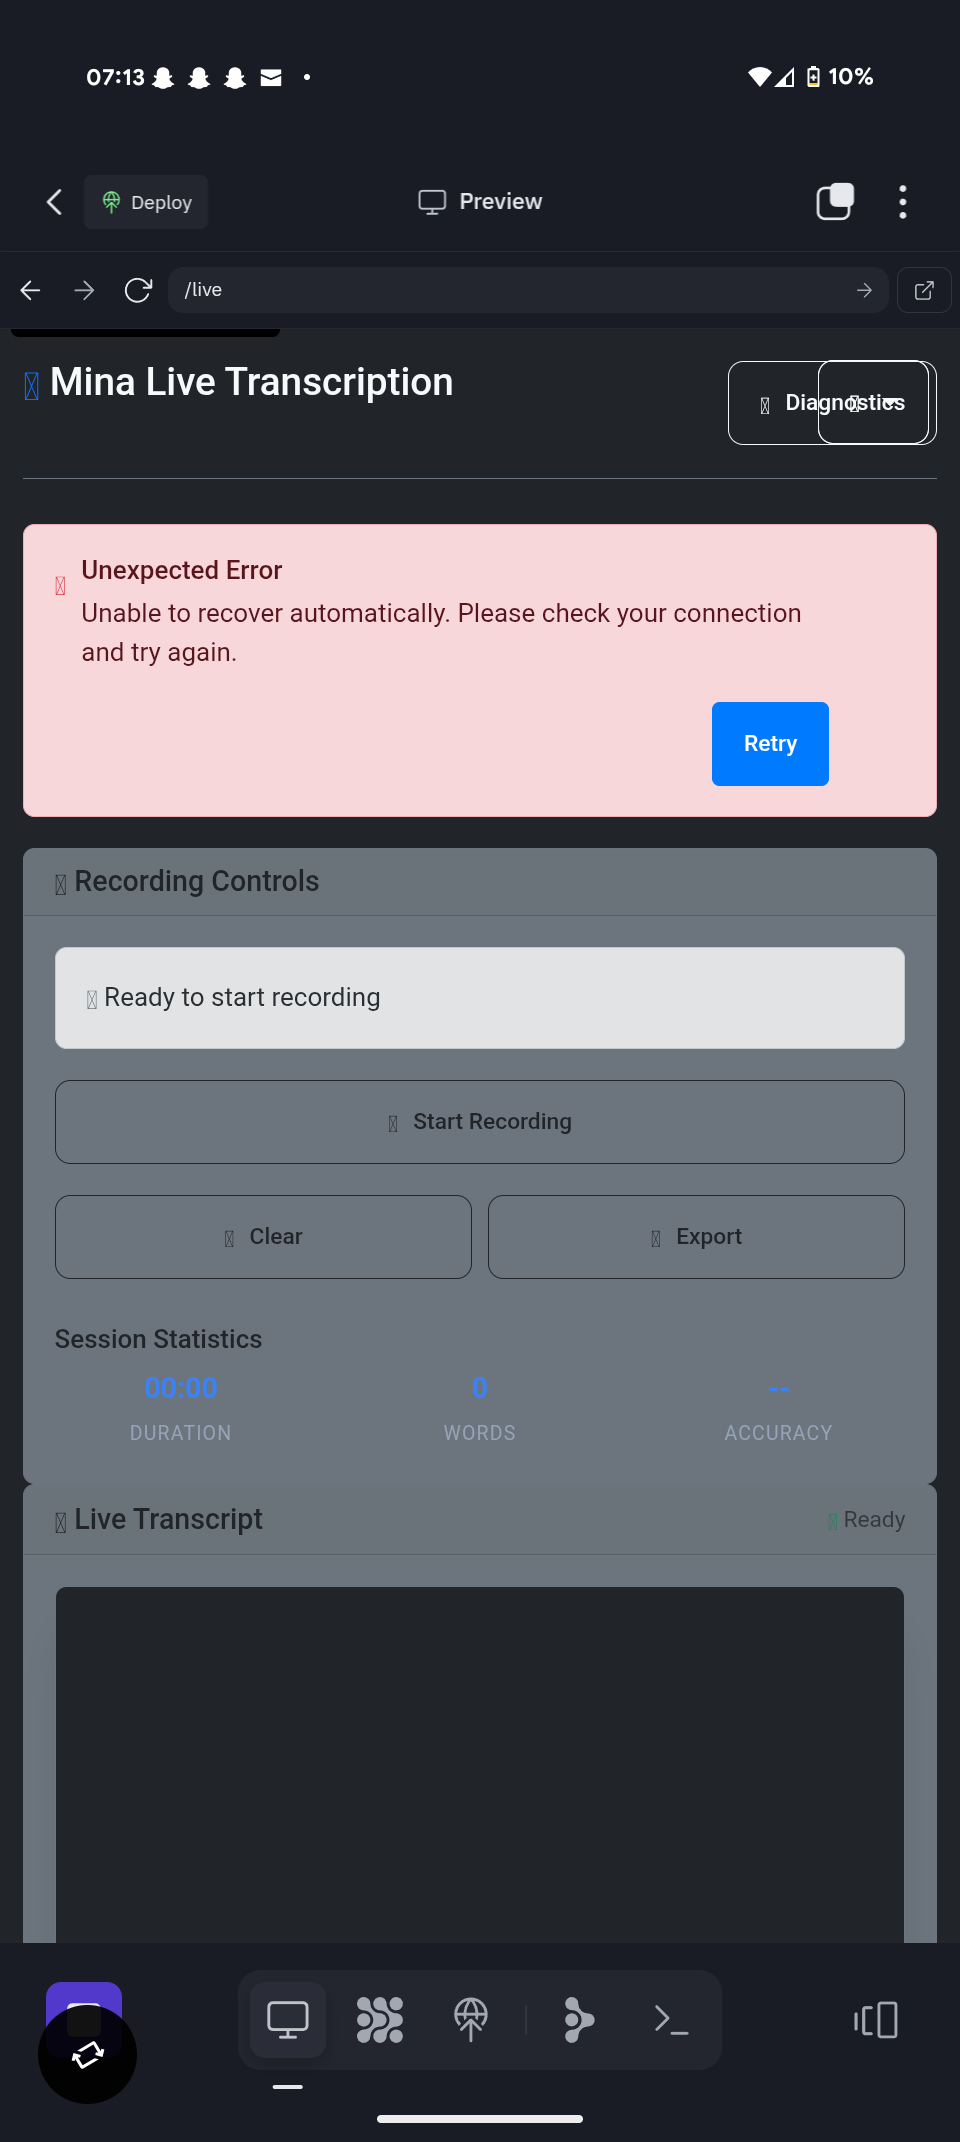 07:13
10%
Deploy
Preview
/live
Mina Live Transcription
Diagnostics
Unexpected Error
Unable to recover automatically. Please check your connection
and try again.
Retry
Recording Controls
Ready to start recording
Start Recording
Clear
Export
Session Statistics
00:00
0
--
DURATION
WORDS
ACCURACY
Live Transcript
Ready